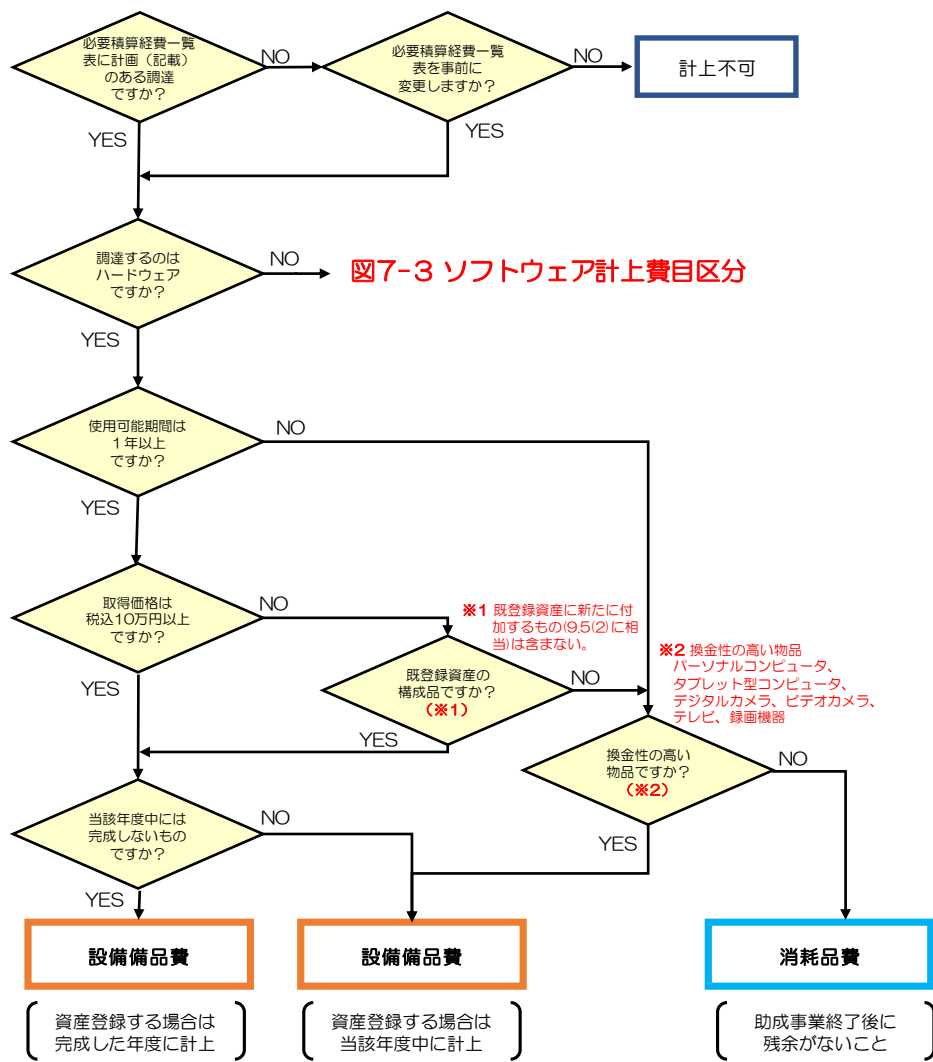 必要積算経費一覧
表に計画（記載）
のある調達
ですか？
NO
必要積算経費一覧
表を事前に
変更しますか？
NO
計上不可
YES
YES
調達するのは
ハードウェア
ですか？
NO
図7-3 ソフトウェア計上費目区分
YES
使用可能期間は
１年以上
ですか？
NO
YES
取得価格は
税込10万円以上
ですか？
NO
※1 既登録資産に新たに付
加するもの(9.5(2)に相
当)は含まない。
YES
既登録資産の
構成品ですか？
（※1）
NO
YES
※2 換金性の高い物品
パーソナルコンピュータ、
タブレット型コンピュータ、
デジタルカメラ、ビデオカメラ、
テレビ、録画機器
換金性の高い
物品ですか？
（※2）
NO
YES
当該年度中には
完成しないもの
ですか？
NO
YES
設備備品費
設備備品費
消耗品費
資産登録する場合は
完成した年度に計上
資産登録する場合は
当該年度中に計上
助成事業終了後に
残余がないこと